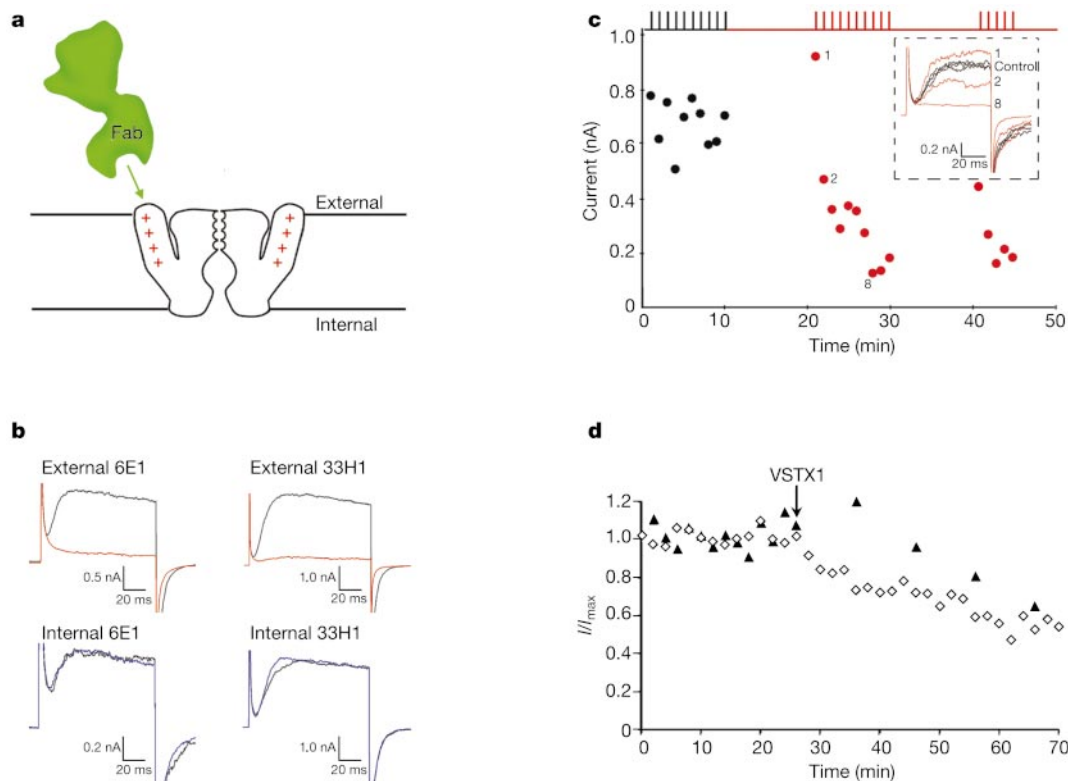 a
Fab
External
Internal
b
External 6E1
0.5 nA
20 ms
External 33H1
1.0 nA
20 ms
Internal 6E1
0.2 nA
20 ms
Internal 33H1
1.0 nA
20 ms
c
Current (nA)
1.0
0.8
0.6
0.4
0.2
0
0 10 20 30 40 50
Time (min)
1
2
8
1
Control
2
8
0.2 nA
20 ms
d
VSTX1
I/Imax
1.2
1.0
0.8
0.6
0.4
0.2
0
0 10 20 30 40 50 60 70
Time (min)